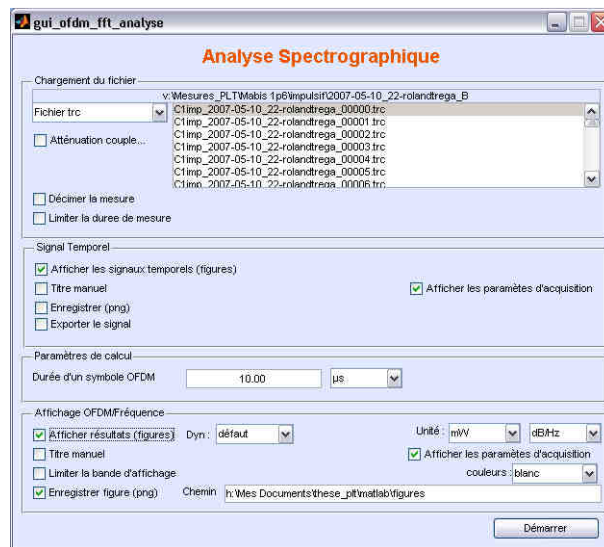 gui_ofdm_fft_analyse
Analyse Spectrographique
Chargement du fichier
v:\Mesures_PLT\Mabis 1p6\impulsif\2007-05-10_22-rolandtrega_B
Fichier trc
C1imp_2007-05-10_22-rolandtrega_00000.trc
C1imp_2007-05-10_22-rolandtrega_00001.trc
C1imp_2007-05-10_22-rolandtrega_00002.trc
C1imp_2007-05-10_22-rolandtrega_00003.trc
C1imp_2007-05-10_22-rolandtrega_00004.trc
C1imp_2007-05-10_22-rolandtrega_00005.trc
C1imp_2007-05-10_22-rolandtrega_00006.trc
Atténuation couple...
Décimer la mesure
Limiter la duree de mesure
Signal Temporel
Afficher les signaux temporels (figures)
Titre manuel
Afficher les paramètes d'acquisition
Enregistrer (png)
Exporter le signal
Paramètres de calcul
Durée d'un symbole OFDM 10.00 µs
Affichage OFDM/Fréquence
Afficher résultats (figures) Dyn : défaut Unité : mW dB/Hz
Titre manuel Afficher les paramètes d'acquisition
Limiter la bande d'affichage couleurs : blanc
Enregistrer figure (png) Chemin h:\Mes Documents\these_plt\matlab\figures
Démarrer